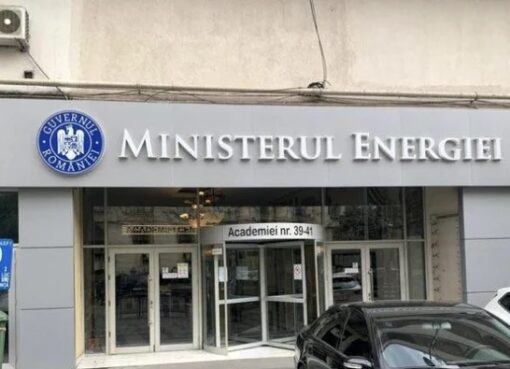 GUVERNUL ROMÂNIEI
MINISTERUL ENERGIEI
Academiei nr. 39-41